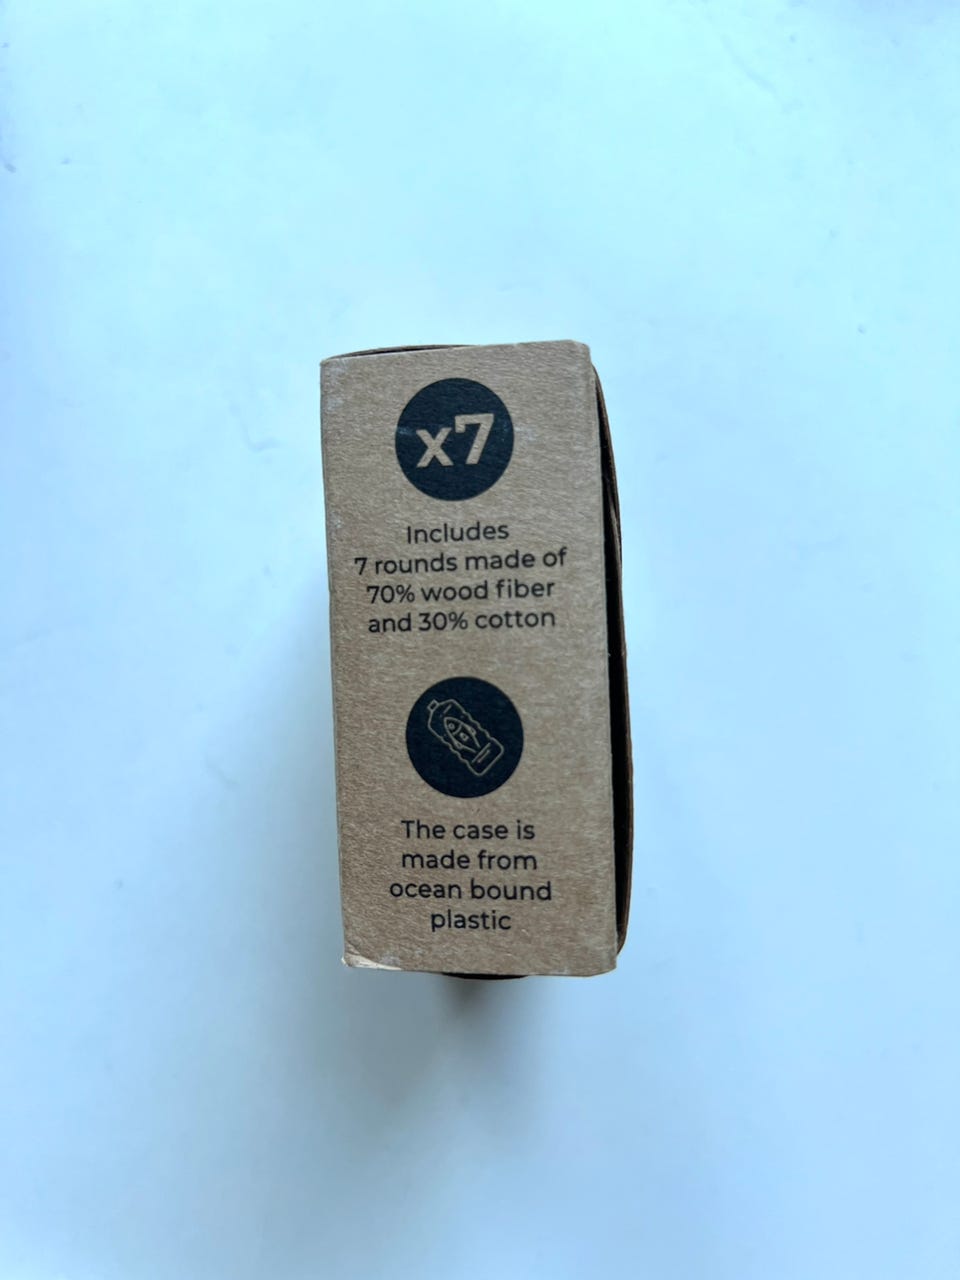 x7
Includes
7 rounds made of
70% wood fiber
and 30% cotton
The case is
made from
ocean bound
plastic